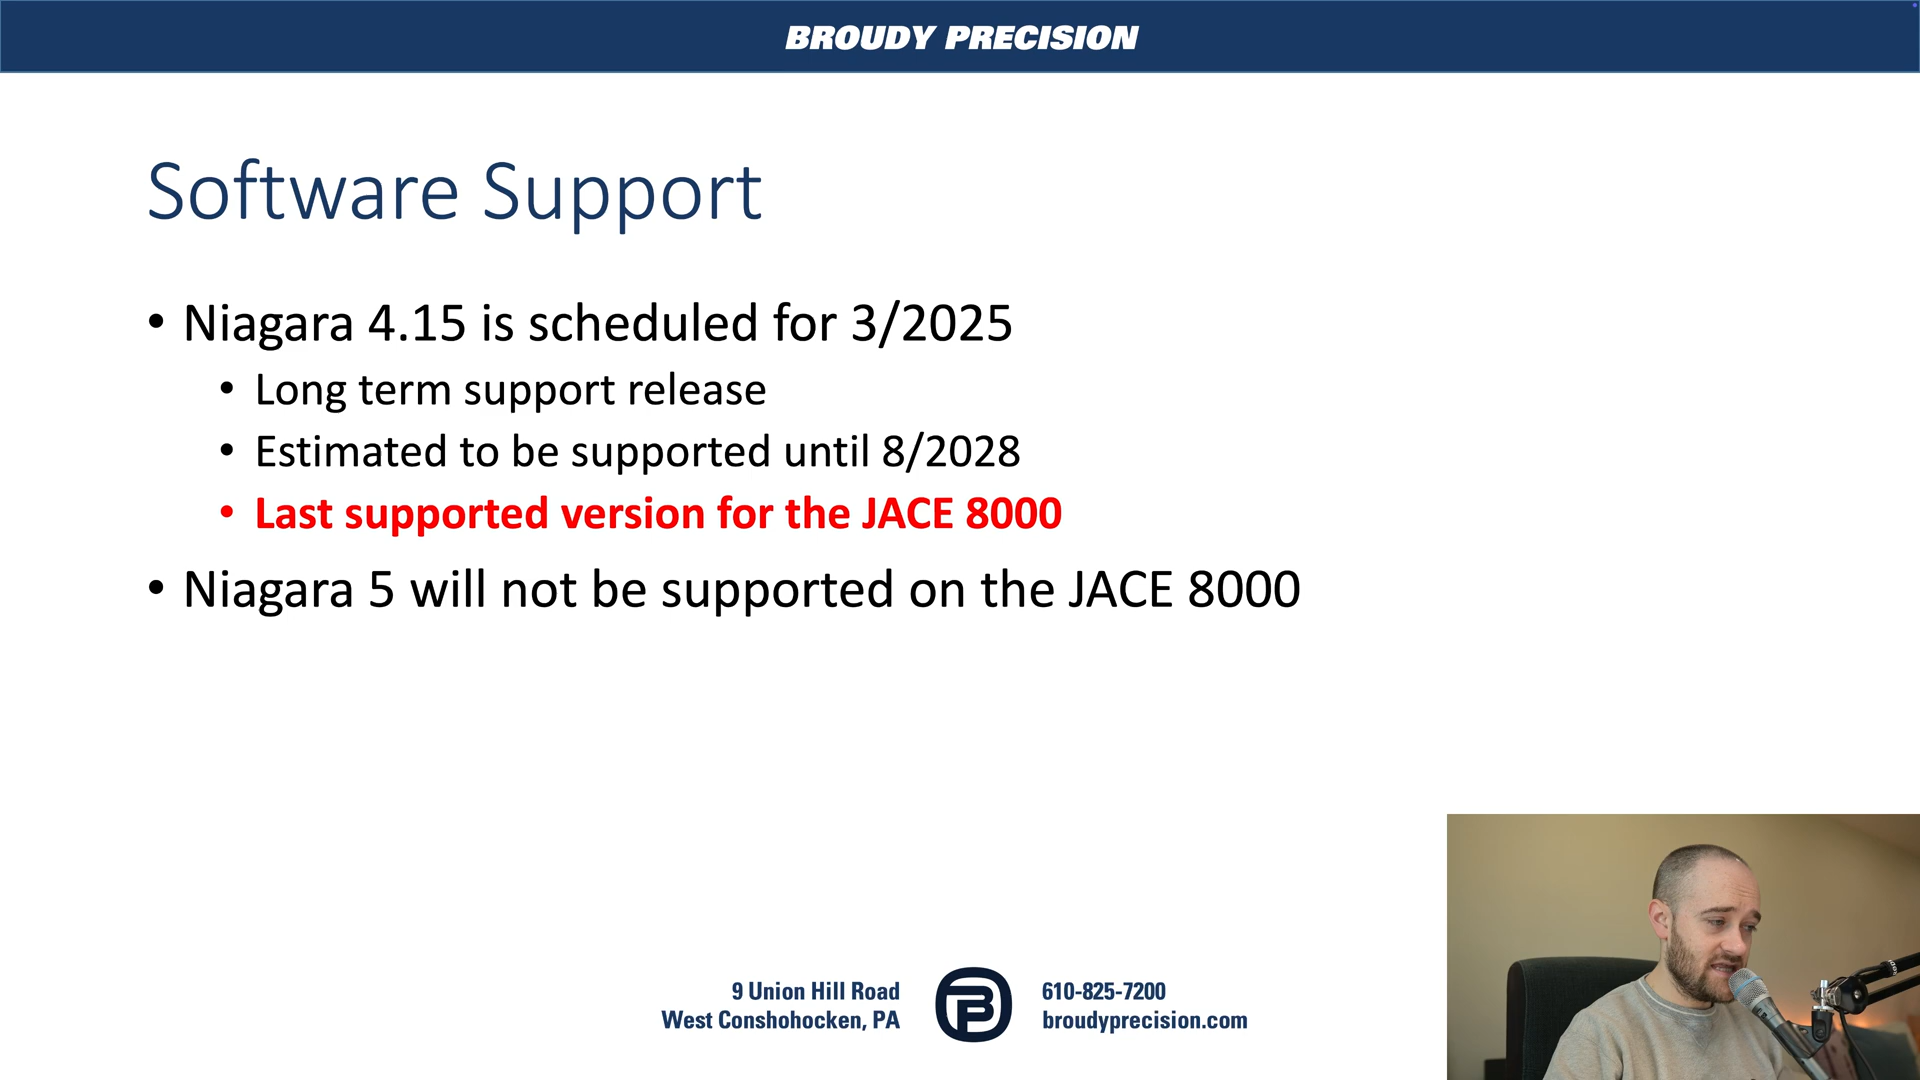 BROUDY PRECISION
Software Support
• Niagara 4.15 is scheduled for 3/2025
• Long term support release
• Estimated to be supported until 8/2028
• Last supported version for the JACE 8000
• Niagara 5 will not be supported on the JACE 8000
9 Union Hill Road
West Conshohocken, PA
610-825-7200
broudyprecision.com